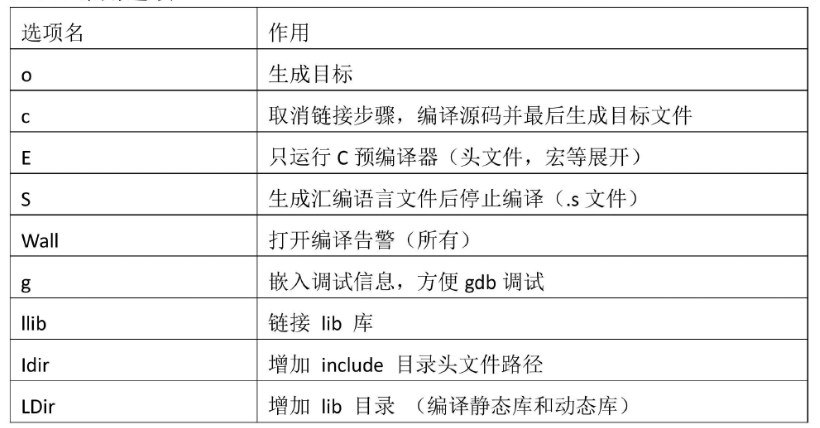 选项名 作用
o 生成目标
c 取消链接步骤，编译源码并最后生成目标文件
E 只运行 C 预编译器（头文件，宏等展开）
S 生成汇编语言文件后停止编译（.s 文件）
Wall 打开编译告警（所有）
g 嵌入调试信息，方便 gdb 调试
llib 链接 lib 库
Idir 增加 include 目录头文件路径
LDir 增加 lib 目录 （编译静态库和动态库）